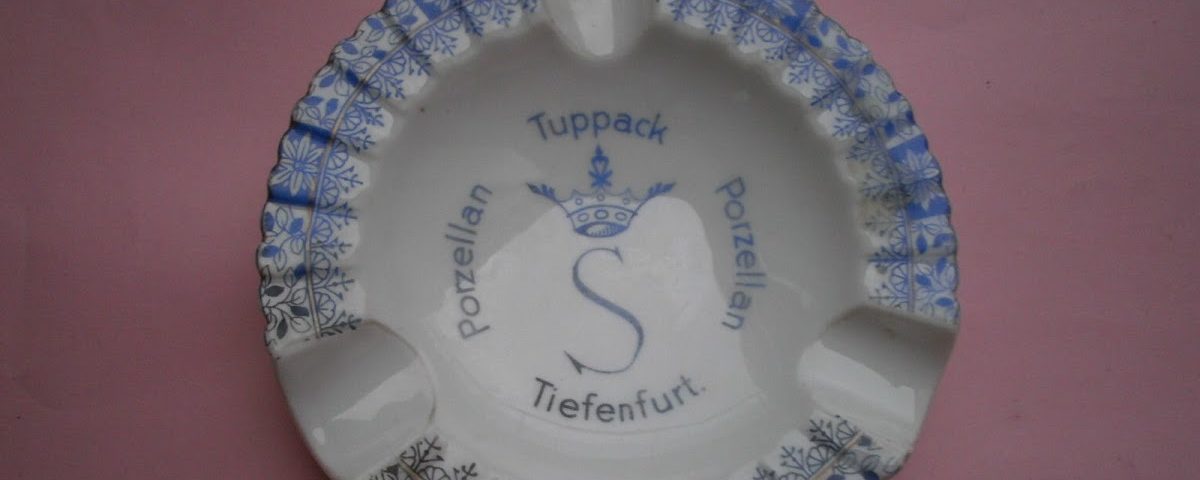 Tuppack
Porzellan
Porzellan
S
Tiefenfurt.